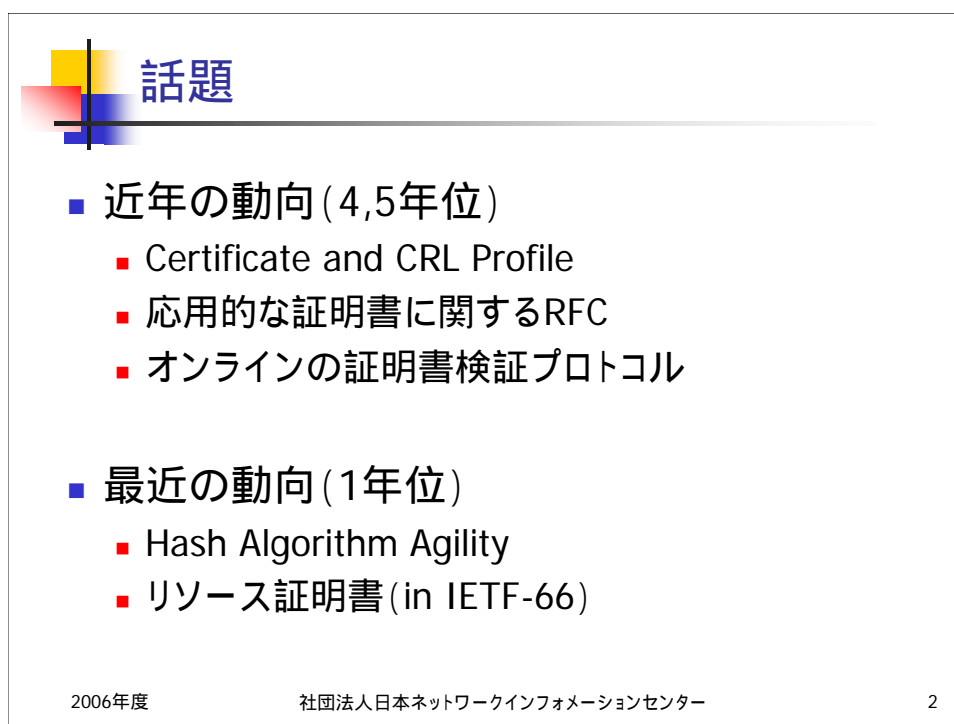 話題
近年の動向(4,5年位)
Certificate and CRL Profile
応用的な証明書に関するRFC
オンラインの証明書検証プロトコル
最近の動向(1年位)
Hash Algorithm Agility
リソース証明書(in IETF-66)
2006年度 社団法人日本ネットワークインフォメーションセンター 2